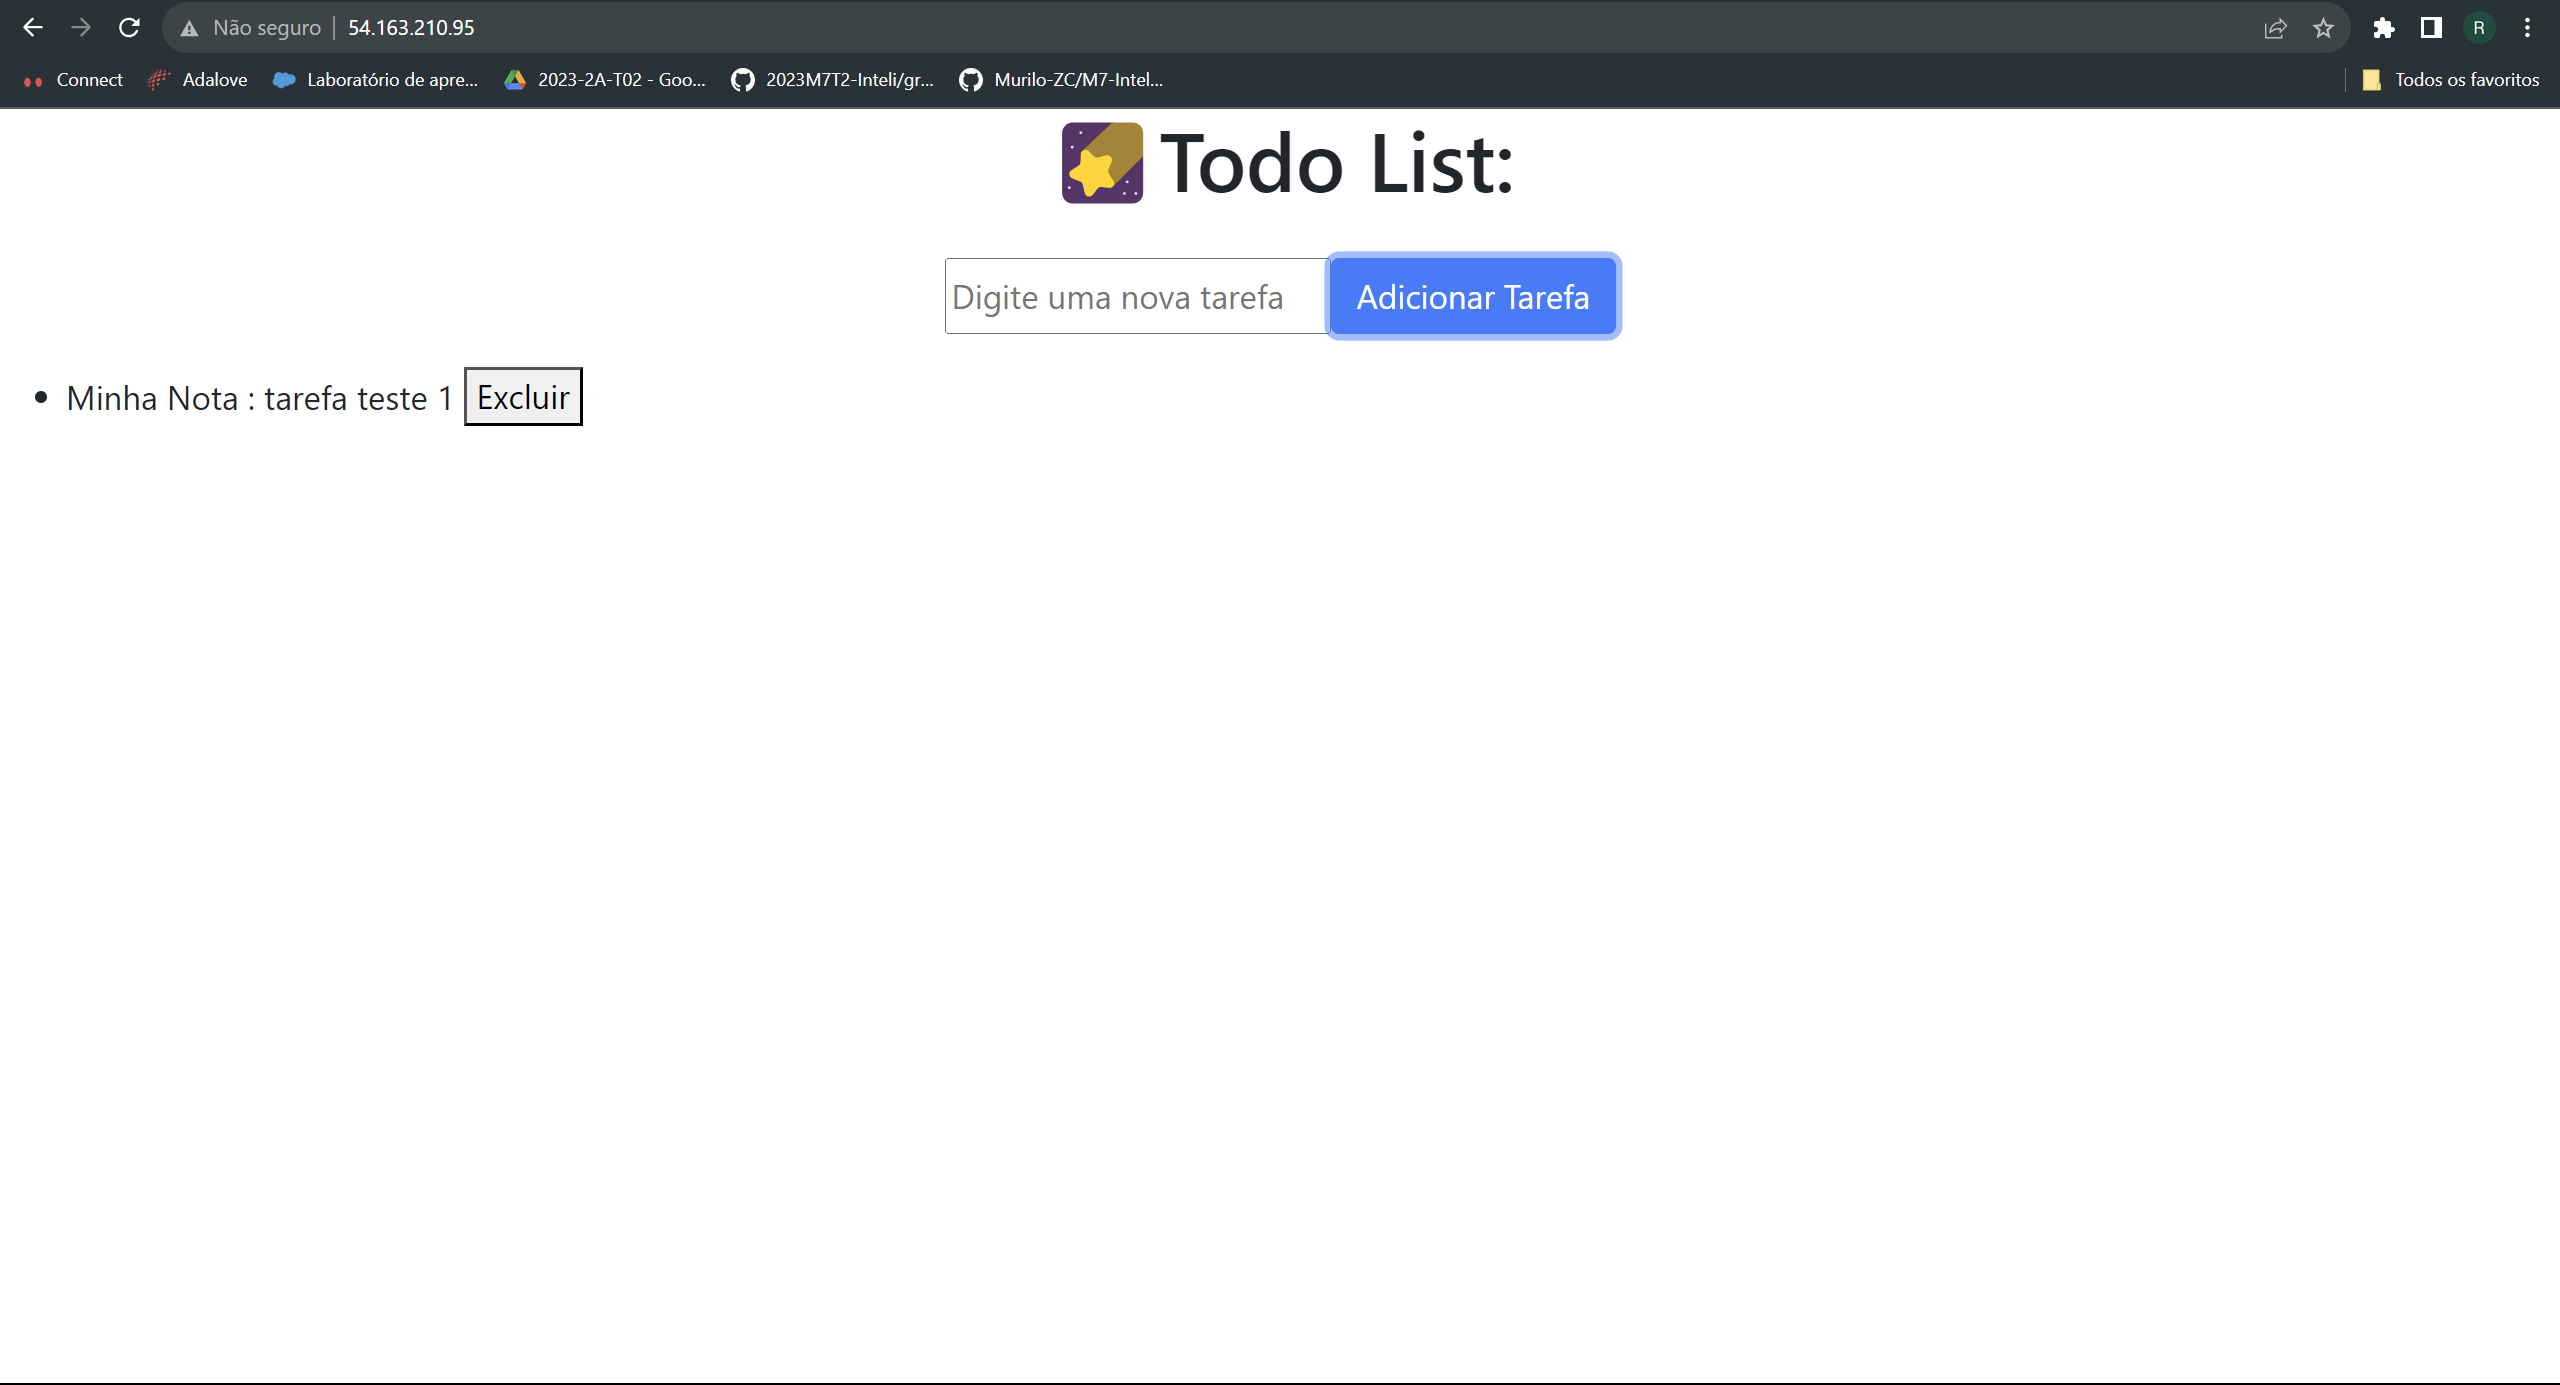 Não seguro 54.163.210.95 R
Connect Adalove Laboratório de apre... 2023-2A-T02 - Goo... 2023M7T2-Inteli/gr... Murilo-ZC/M7-Intel... Todos os favoritos
Todo List:
Digite uma nova tarefa Adicionar Tarefa
• Minha Nota : tarefa teste 1 Excluir